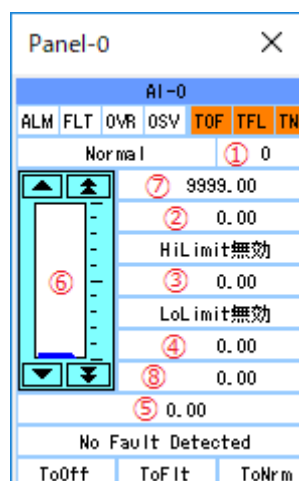 Panel-0 ×
AI-0
ALM FLT OVR OSV TOF TFL TN
Normal ① 0
⑦ 9999.00
② 0.00
HiLimit無効
⑥ ③ 0.00
LoLimit無効
④ 0.00
⑧ 0.00
⑤ 0.00
No Fault Detected
ToOff ToFlt ToNrm